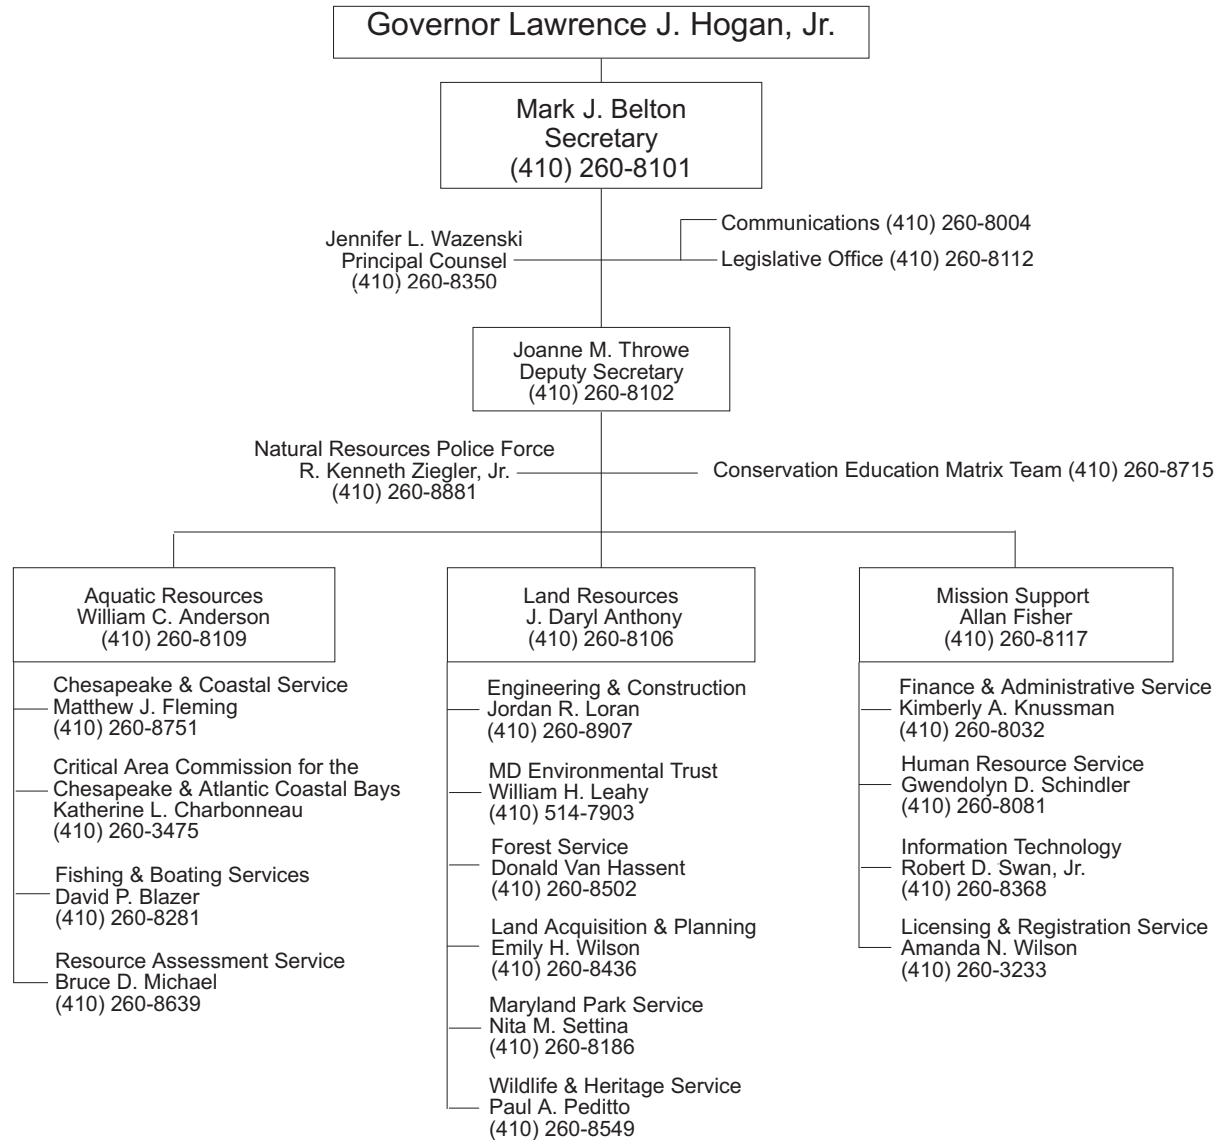 Governor Lawrence J. Hogan, Jr.
Mark J. Belton
Secretary
(410) 260-8101
Jennifer L. Wazenski
Principal Counsel
(410) 260-8350
Communications (410) 260-8004
Legislative Office (410) 260-8112
Joanne M. Throwe
Deputy Secretary
(410) 260-8102
Natural Resources Police Force
R. Kenneth Ziegler, Jr.
(410) 260-8881
Conservation Education Matrix Team (410) 260-8715
Aquatic Resources
William C. Anderson
(410) 260-8109
Chesapeake & Coastal Service
Matthew J. Fleming
(410) 260-8751
Critical Area Commission for the
Chesapeake & Atlantic Coastal Bays
Katherine L. Charbonneau
(410) 260-3475
Fishing & Boating Services
David P. Blazer
(410) 260-8281
Resource Assessment Service
Bruce D. Michael
(410) 260-8639
Land Resources
J. Daryl Anthony
(410) 260-8106
Engineering & Construction
Jordan R. Loran
(410) 260-8907
MD Environmental Trust
William H. Leahy
(410) 514-7903
Forest Service
Donald Van Hassent
(410) 260-8502
Land Acquisition & Planning
Emily H. Wilson
(410) 260-8436
Maryland Park Service
Nita M. Settina
(410) 260-8186
Wildlife & Heritage Service
Paul A. Peditto
(410) 260-8549
Mission Support
Allan Fisher
(410) 260-8117
Finance & Administrative Service
Kimberly A. Knussman
(410) 260-8032
Human Resource Service
Gwendolyn D. Schindler
(410) 260-8081
Information Technology
Robert D. Swan, Jr.
(410) 260-8368
Licensing & Registration Service
Amanda N. Wilson
(410) 260-3233